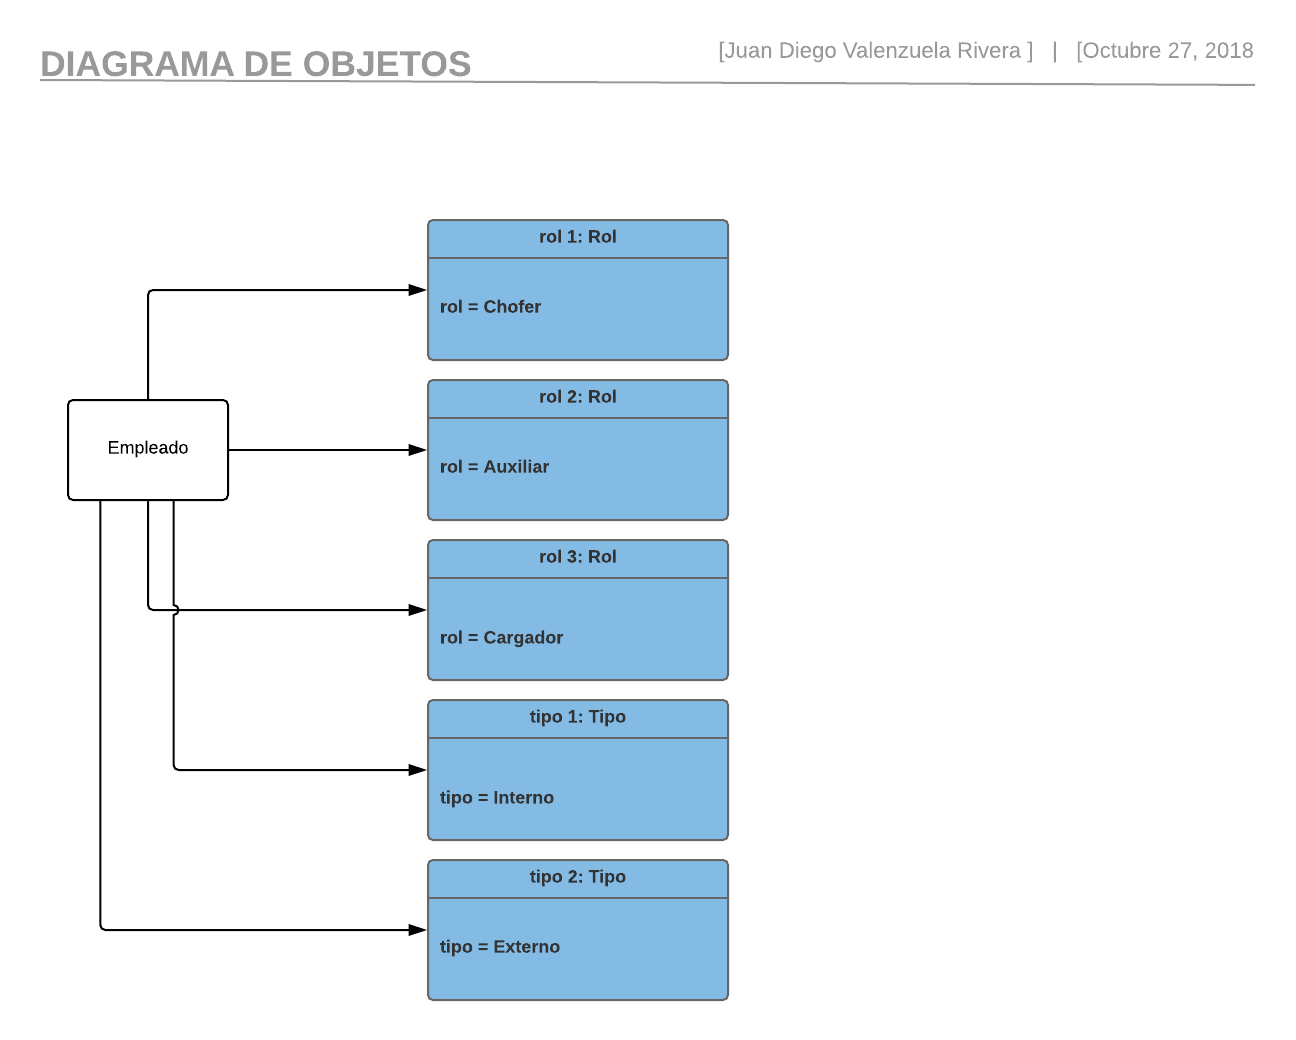 DIAGRAMA DE OBJETOS
[Juan Diego Valenzuela Rivera ] | [Octubre 27, 2018
rol 1: Rol
rol = Chofer
rol 2: Rol
Empleado
rol = Auxiliar
rol 3: Rol
rol = Cargador
tipo 1: Tipo
tipo = Interno
tipo 2: Tipo
tipo = Externo